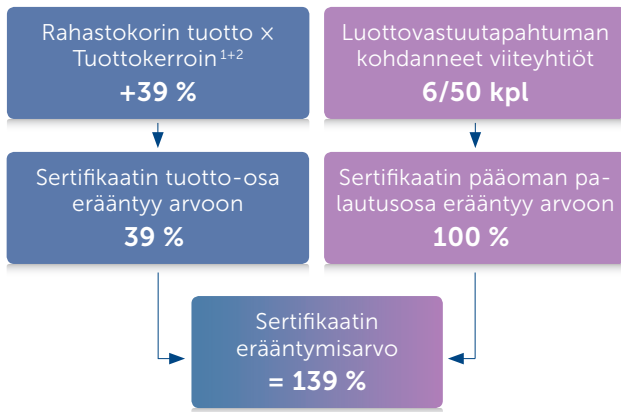 Rahastokorin tuotto ×
Tuottokerroin¹⁺²
+39 %
Luottovastuutapahtuman
kohdanneet viiteyhtiöt
6/50 kpl
Sertifikaatin tuotto-osa
erääntyy arvoon
39 %
Sertifikaatin pääoman pa-
lautusosa erääntyy arvoon
100 %
Sertifikaatin
erääntymisarvo
= 139 %